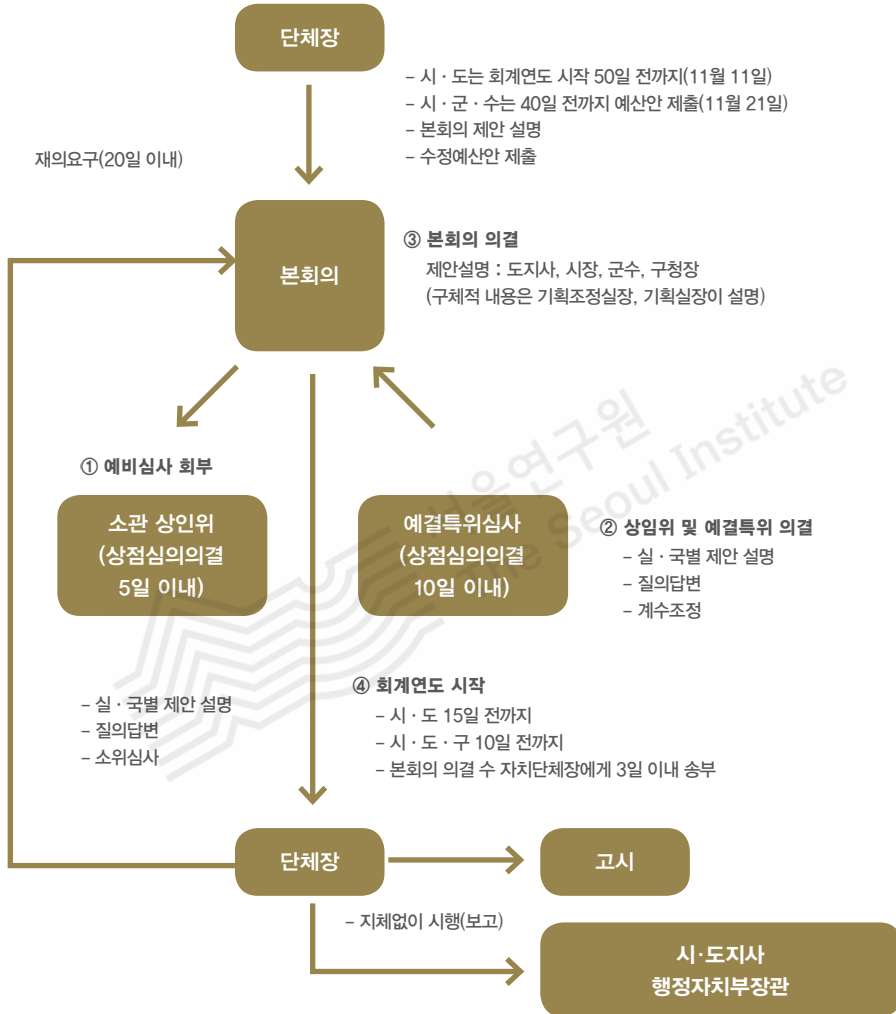 단체장
– 시 · 도는 회계연도 시작 50일 전까지(11월 11일)
– 시 · 군 · 수는 40일 전까지 예산안 제출(11월 21일)
– 본회의 제안 설명
– 수정예산안 제출
재의요구(20일 이내)
본회의
③ 본회의 의결
제안설명 : 도지사, 시장, 군수, 구청장
(구체적 내용은 기획조정실장, 기획실장이 설명)
① 예비심사 회부
소관 상인위
(상점심의의결
5일 이내)
예결특위심사
(상점심의의결
10일 이내)
② 상임위 및 예결특위 의결
– 실 · 국별 제안 설명
– 질의답변
– 계수조정
– 실 · 국별 제안 설명
– 질의답변
– 소위심사
④ 회계연도 시작
– 시 · 도 15일 전까지
– 시 · 도 · 구 10일 전까지
– 본회의 의결 수 자치단체장에게 3일 이내 송부
단체장
고시
– 지체없이 시행(보고)
시·도지사
행정자치부장관
서울연구원
The Seoul Institute